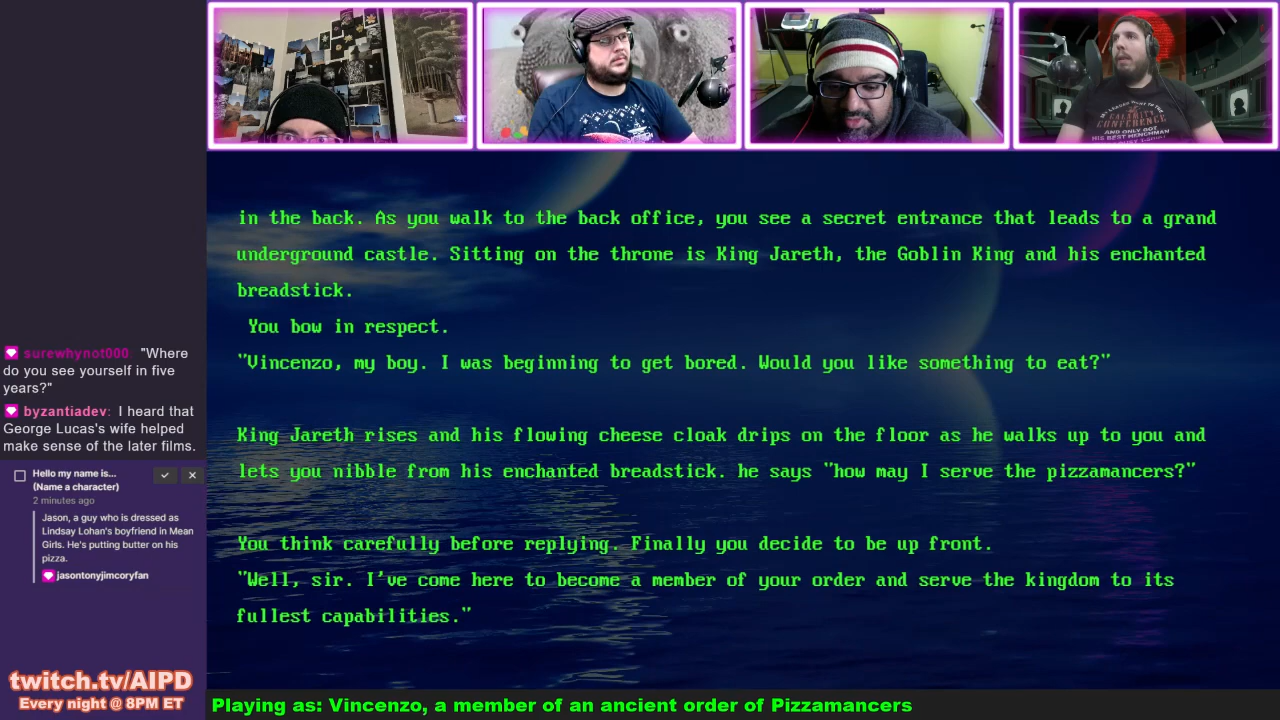 in the back. As you walk to the back office, you see a secret entrance that leads to a grand
underground castle. Sitting on the throne is King Jareth, the Goblin King and his enchanted
breadstick.
You bow in respect.
"Vincenzo, my boy. I was beginning to get bored. Would you like something to eat?"
King Jareth rises and his flowing cheese cloak drips on the floor as he walks up to you and
lets you nibble from his enchanted breadstick. he says "how may I serve the pizzamancers?"
You think carefully before replying. Finally you decide to be up front.
"Well, sir. I've come here to become a member of your order and serve the kingdom to its
fullest capabilities."
surewhynot000: "Where
do you see yourself in five
years?"
byzantiadev: I heard that
George Lucas's wife helped
make sense of the later films.
Hello my name is...
(Name a character)
2 minutes ago
Jason, a guy who is dressed as
Lindsay Lohan's boyfriend in Mean
Girls. He's putting butter on his
pizza.
jasontonyjimcoryfan
twitch.tv/AIPD
Every night @ 8PM ET
Playing as: Vincenzo, a member of an ancient order of Pizzamancers
CALAMITY
CONFERENCE
AND ONLY GOT
HIS BEST HENCHMAN